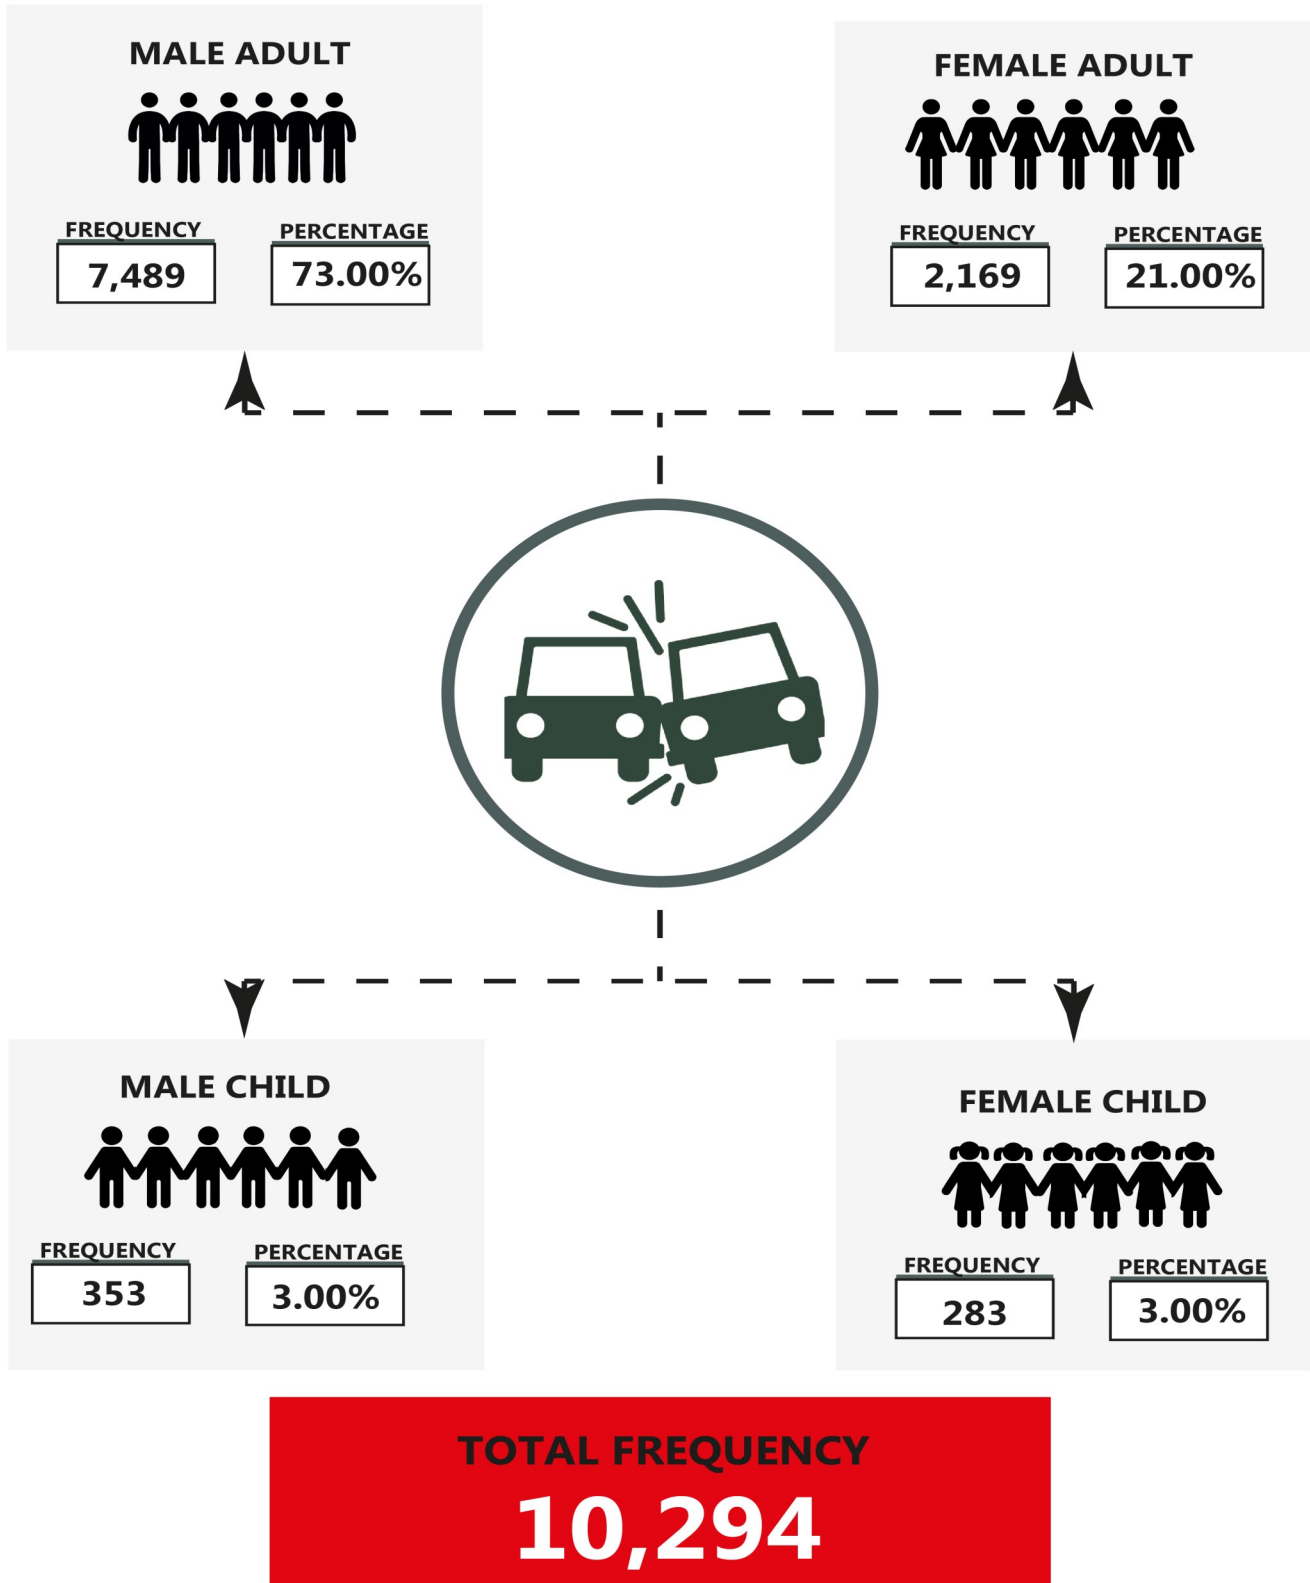 MALE ADULT
FREQUENCY
PERCENTAGE
7,489
73.00%
FEMALE ADULT
FREQUENCY
PERCENTAGE
2,169
21.00%
MALE CHILD
FREQUENCY
PERCENTAGE
353
3.00%
FEMALE CHILD
FREQUENCY
PERCENTAGE
283
3.00%
TOTAL FREQUENCY
10,294